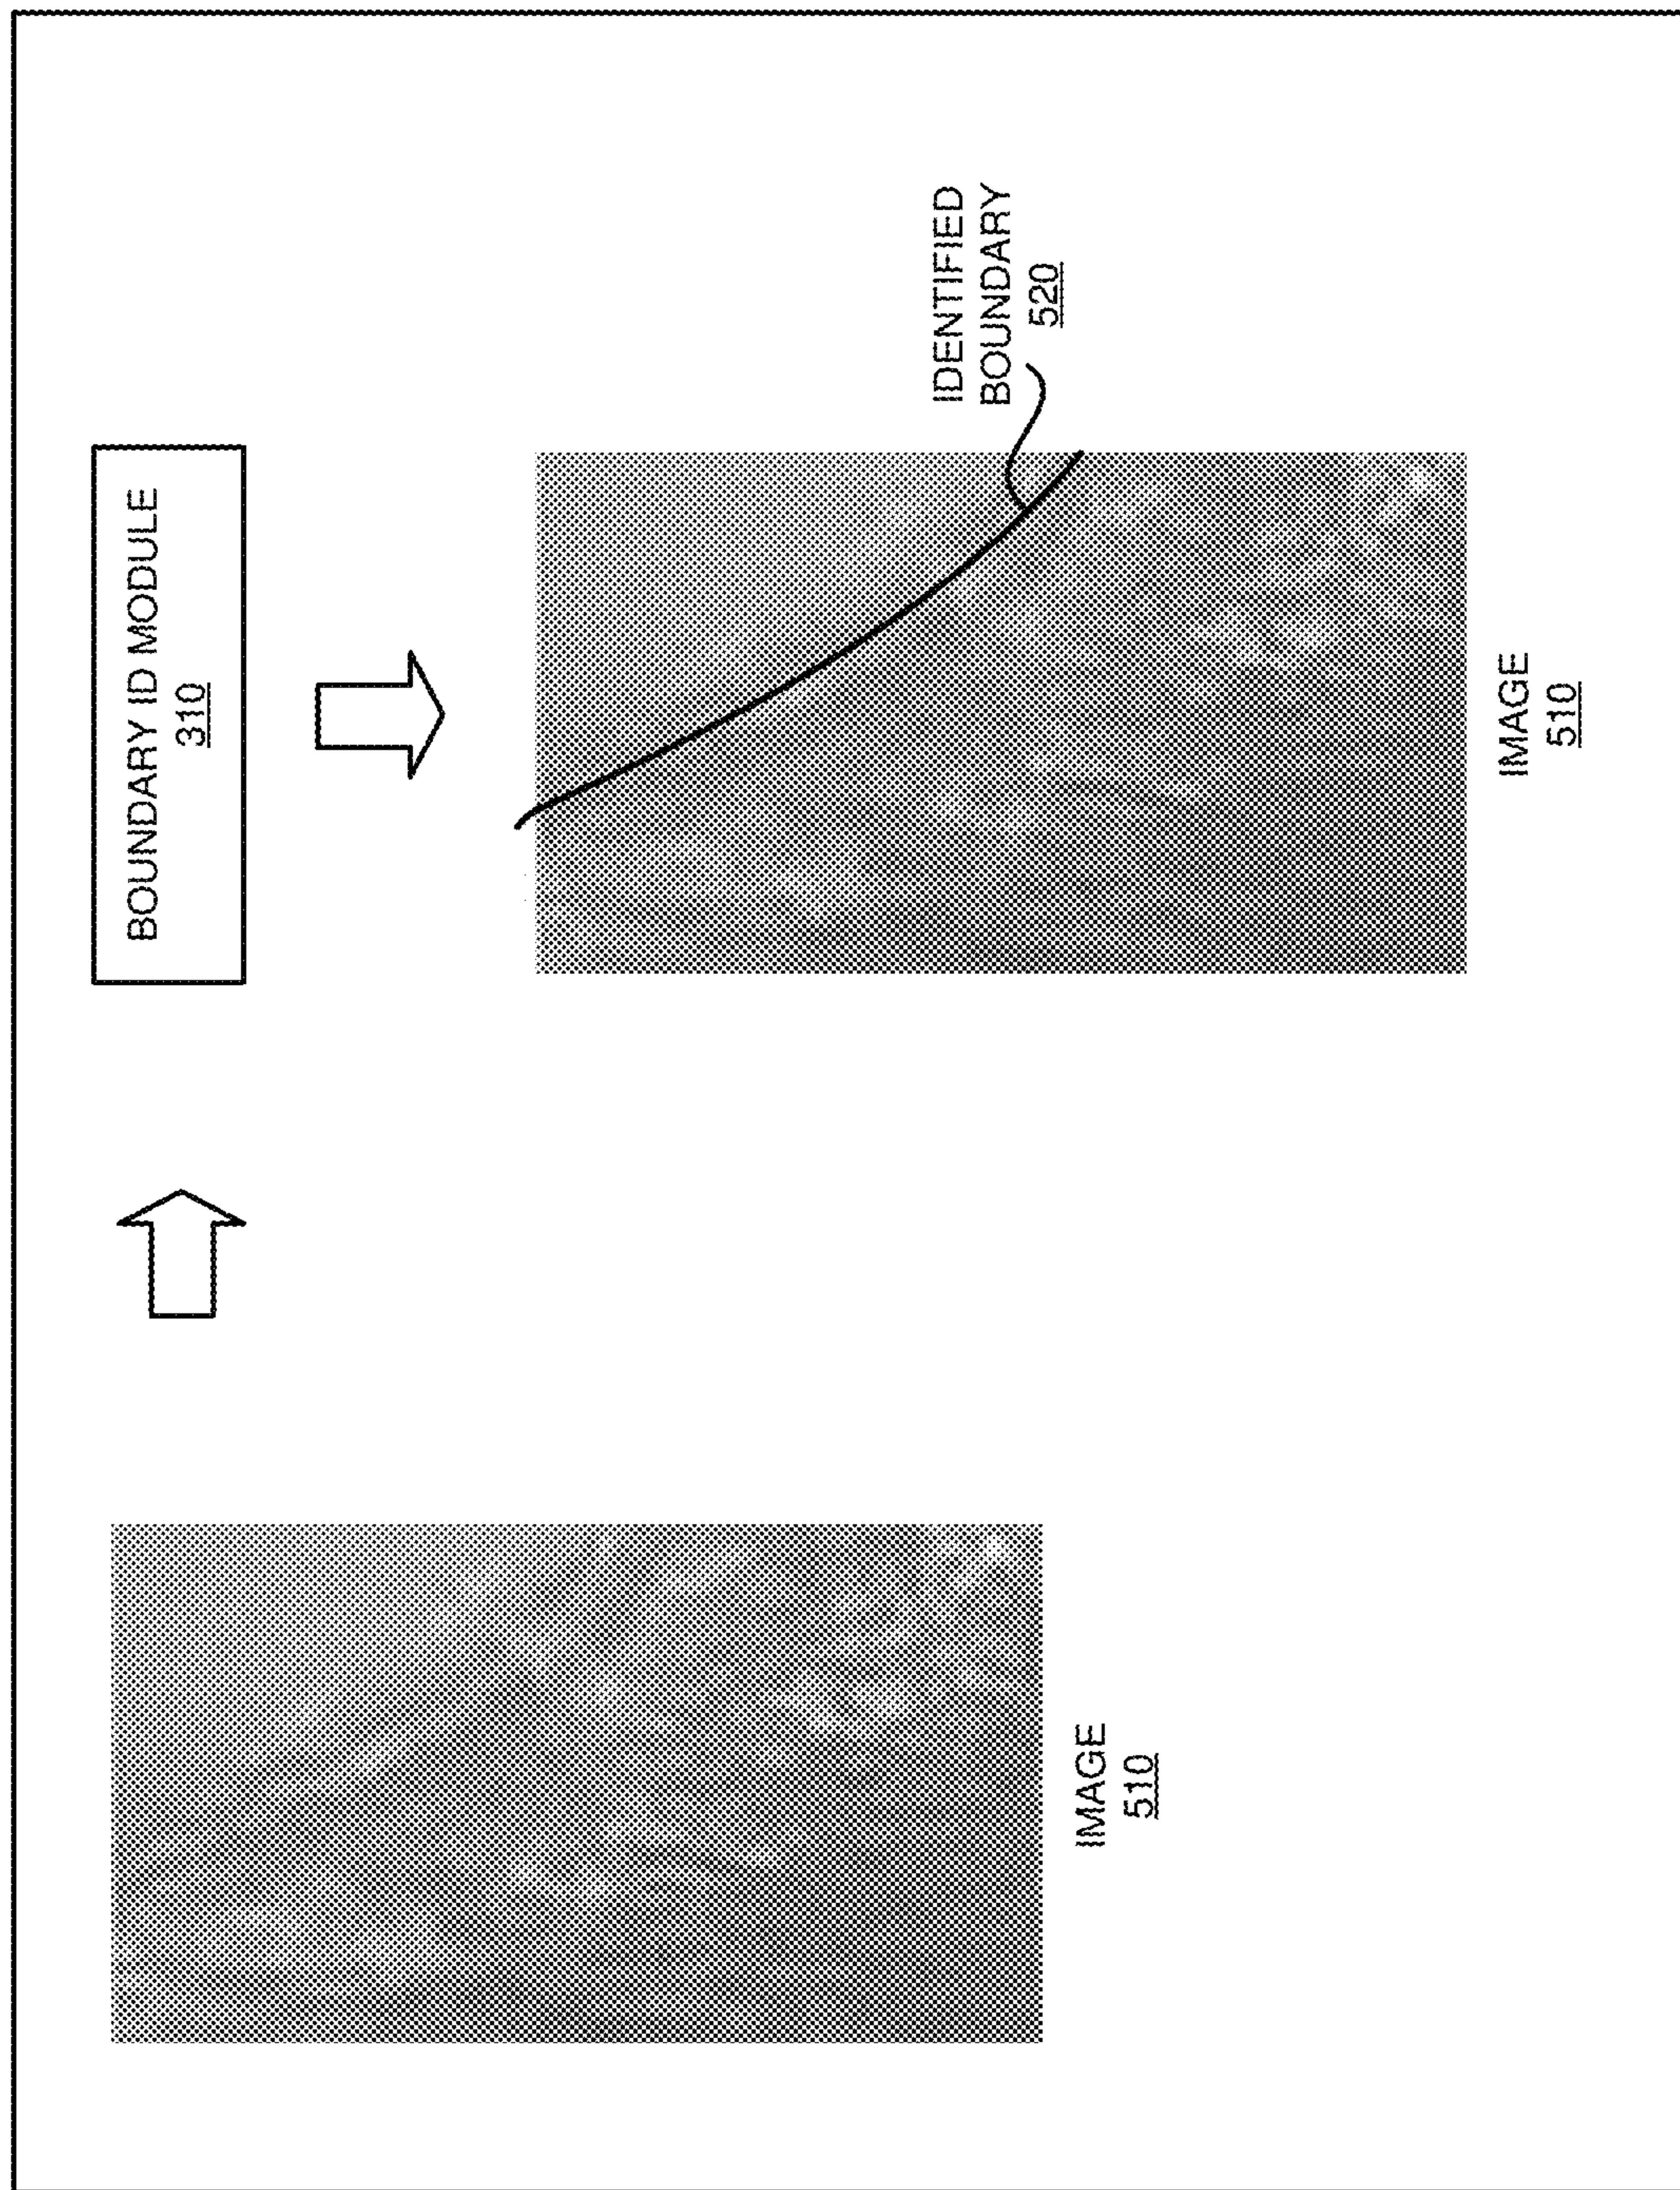 BOUNDARY ID MODULE
310
IMAGE
510
IDENTIFIED
BOUNDARY
520
IMAGE
510